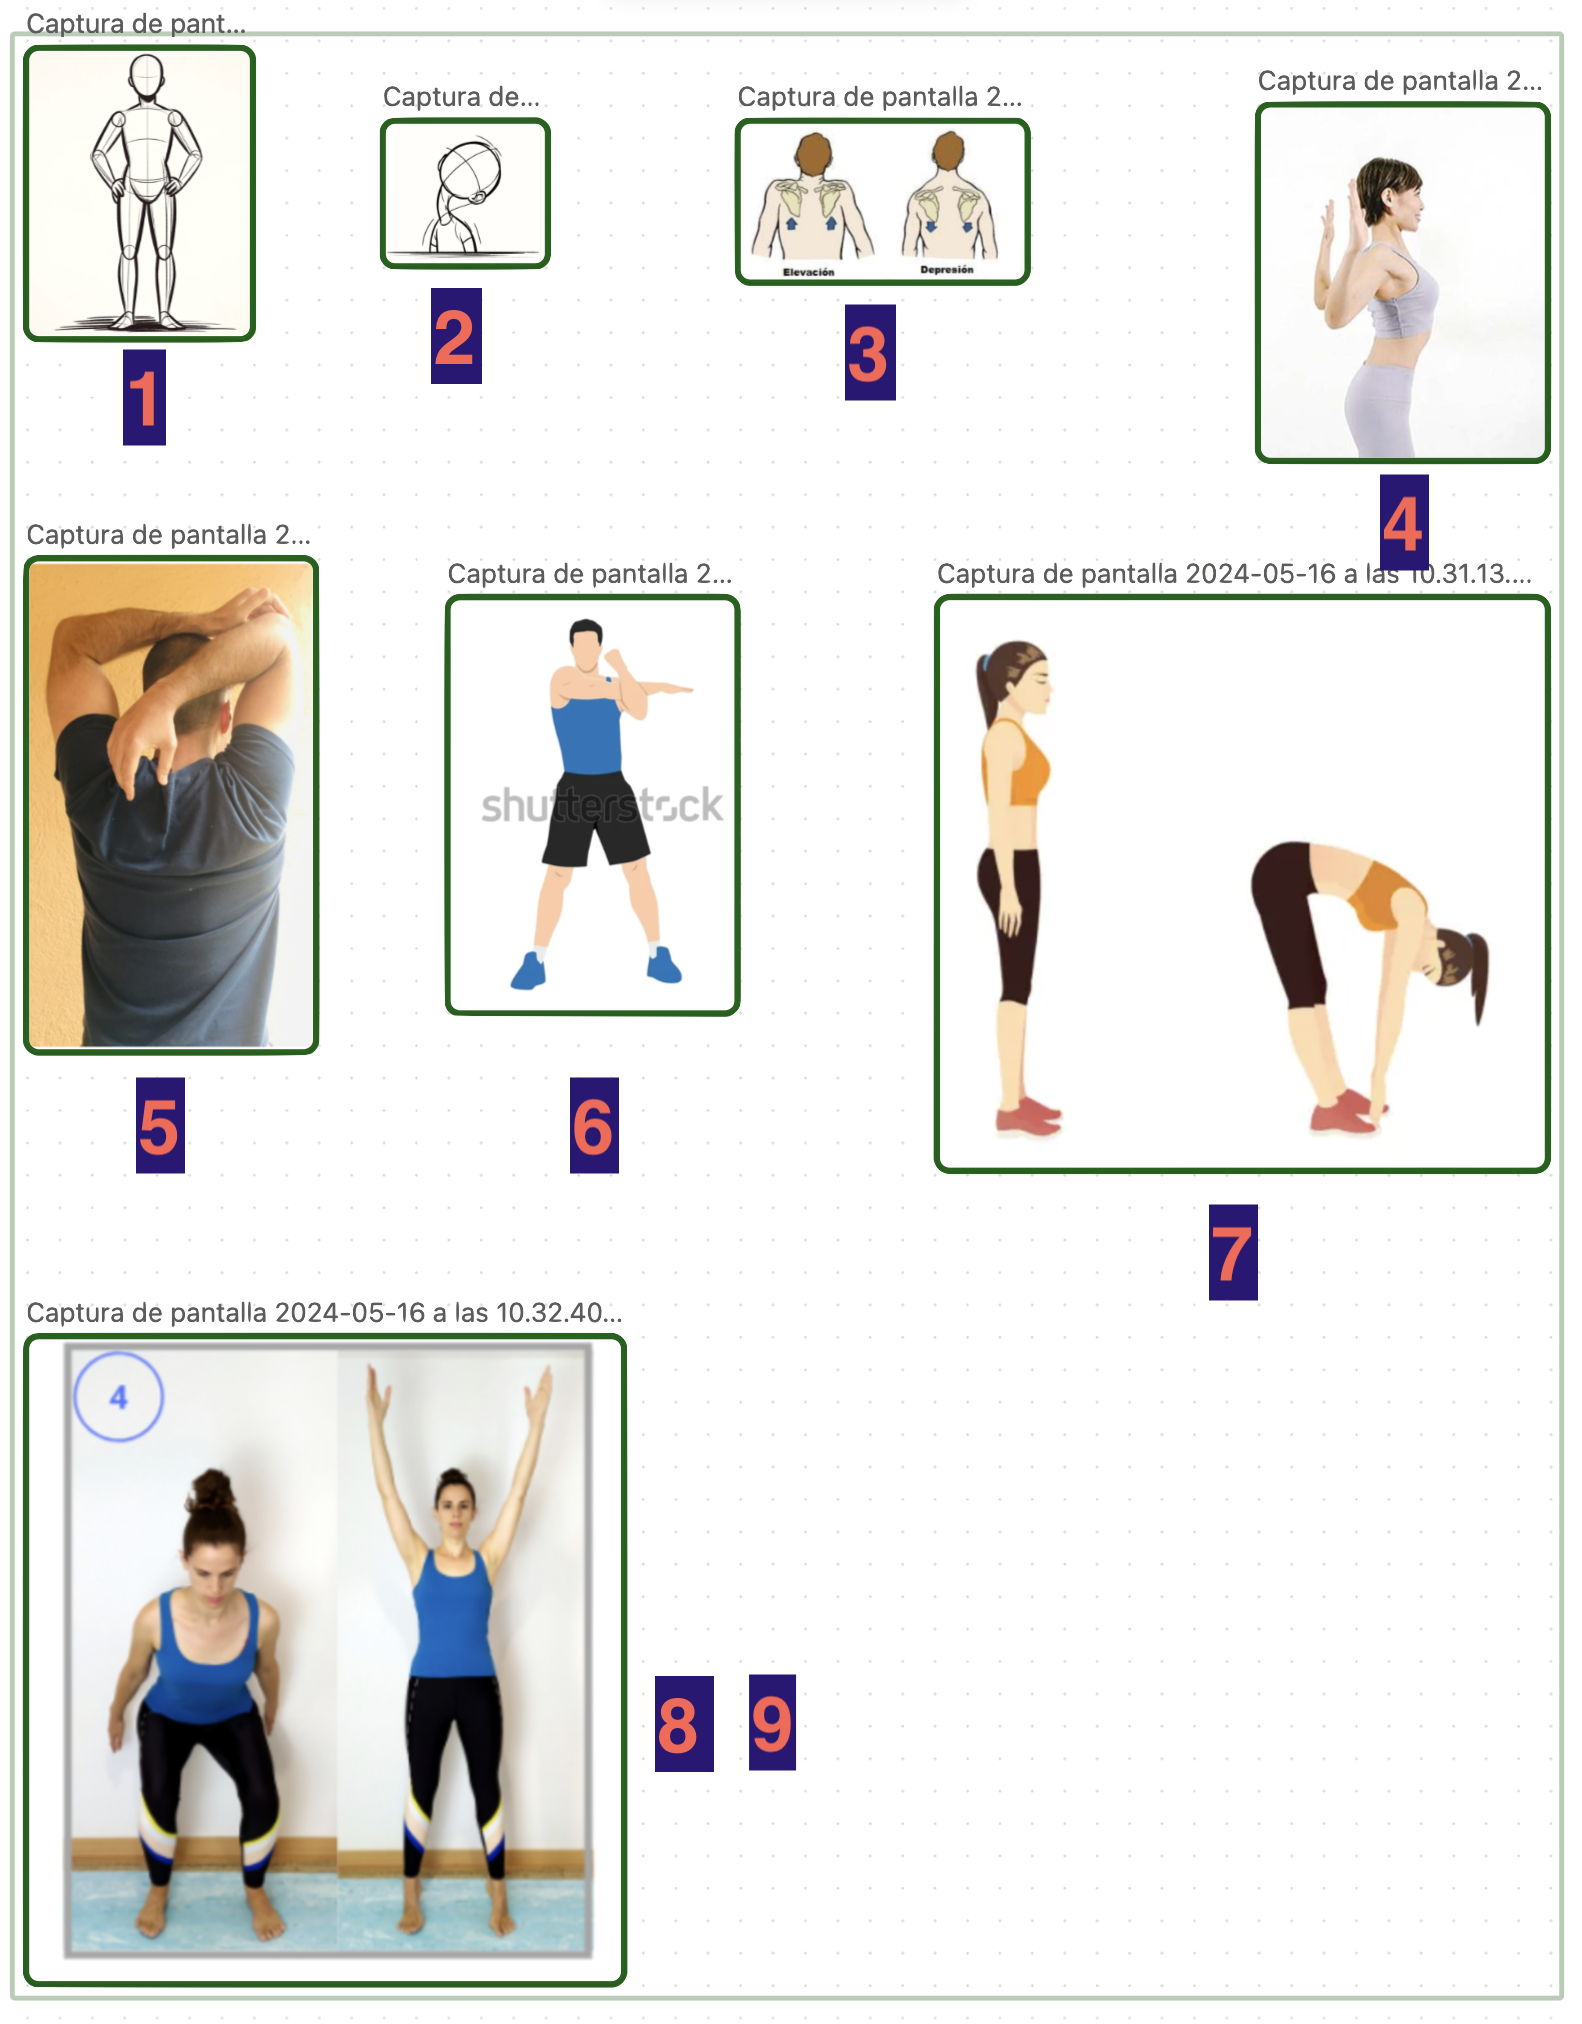 Captura de pant...
Captura de...
Captura de pantalla 2...
Captura de pantalla 2...
Elevación
Depresión
1
2
3
4
Captura de pantalla 2...
Captura de pantalla 2...
Captura de pantalla 2024-05-16 a las 10.31.13....
shutterstock
5
6
7
Captura de pantalla 2024-05-16 a las 10.32.40...
4
8
9